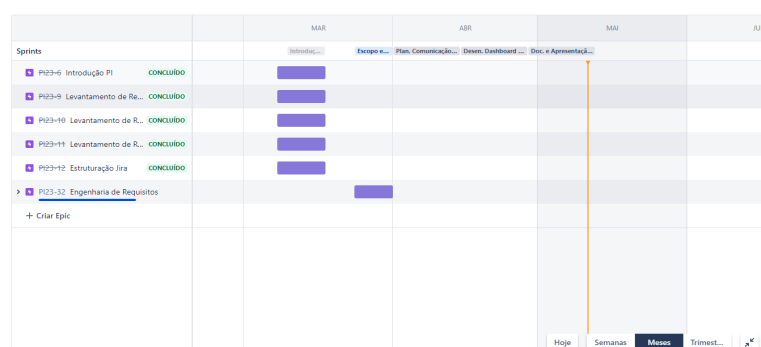 MAR ABR MAI JU
Sprints Introduç... Escopo e... Plan. Comunicação... Desen. Dashboard ... Doc. e Apresentaçã...
PI23-6 Introdução PI CONCLUÍDO
PI23-9 Levantamento de Re... CONCLUÍDO
PI23-10 Levantamento de R... CONCLUÍDO
PI23-11 Levantamento de R... CONCLUÍDO
PI23-12 Estruturação Jira CONCLUÍDO
PI23-32 Engenharia de Requisitos
+ Criar Epic
Hoje Semanas Meses Trimest...